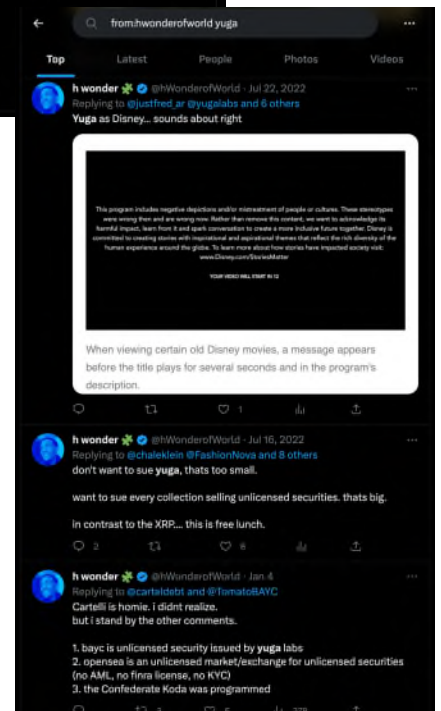 from:hwonderofworld yuga
Top Latest People Photos Videos
h wonder @hWonderofWorld · Jul 22, 2022
Replying to @justfred_ar @yugalabs and 6 others
Yuga as Disney... sounds about right
This program includes negative depictions and/or mistreatment of people or cultures. These stereotypes
were wrong then and are wrong now. Rather than remove this content, we want to acknowledge its
harmful impact, learn from it and spark conversation to create a more inclusive future together. Disney is
committed to creating stories with inspirational and aspirational themes that reflect the rich diversity of the
human experience around the globe. To learn more about how stories have impacted society visit:
www.Disney.com/StoriesMatter
YOUR VIDEO WILL START IN 12
When viewing certain old Disney movies, a message appears
before the title plays for several seconds and in the program's
description.
1
h wonder @hWonderofWorld · Jul 16, 2022
Replying to @chaleklein @FashionNova and 8 others
don't want to sue yuga, thats too small.
want to sue every collection selling unlicensed securities. thats big.
in contrast to the XRP.... this is free lunch.
2 6
h wonder @hWonderofWorld · Jan 4
Replying to @carteldebt and @TomatoBAYC
Cartelli is homie. i didnt realize.
but i stand by the other comments.
1. bayc is unlicensed security issued by yuga labs
2. opensea is an unlicensed market/exchange for unlicensed securities
(no AML, no finra license, no KYC)
3. the Confederate Koda was programmed